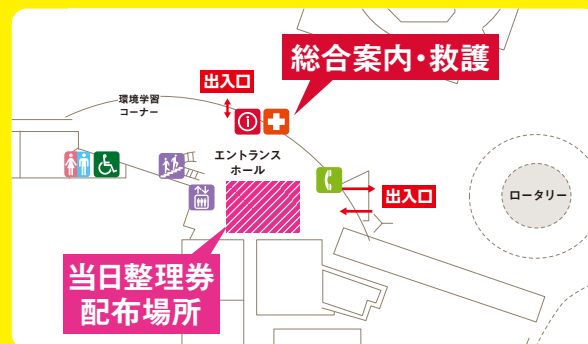 総合案内・救護
出入口
環境学習
コーナー
エントランス
ホール
出入口
ロータリー
当日整理券
配布場所